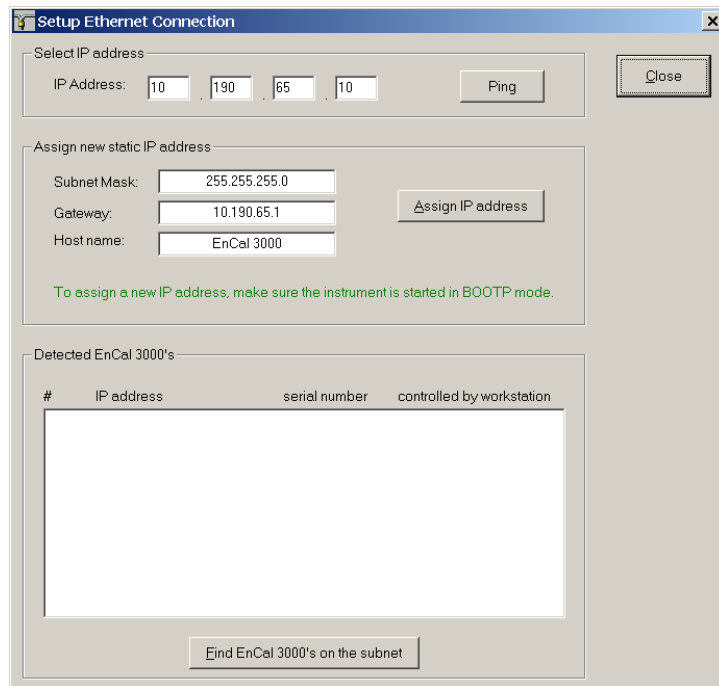 Setup Ethernet Connection
Select IP address
IP Address: 10 . 190 . 65 . 10 Ping
Close
Assign new static IP address
Subnet Mask: 255.255.255.0
Gateway: 10.190.65.1
Assign IP address
Host name: EnCal 3000
To assign a new IP address, make sure the instrument is started in BOOTP mode.
Detected EnCal 3000's
# IP address serial number controlled by workstation
Find EnCal 3000's on the subnet